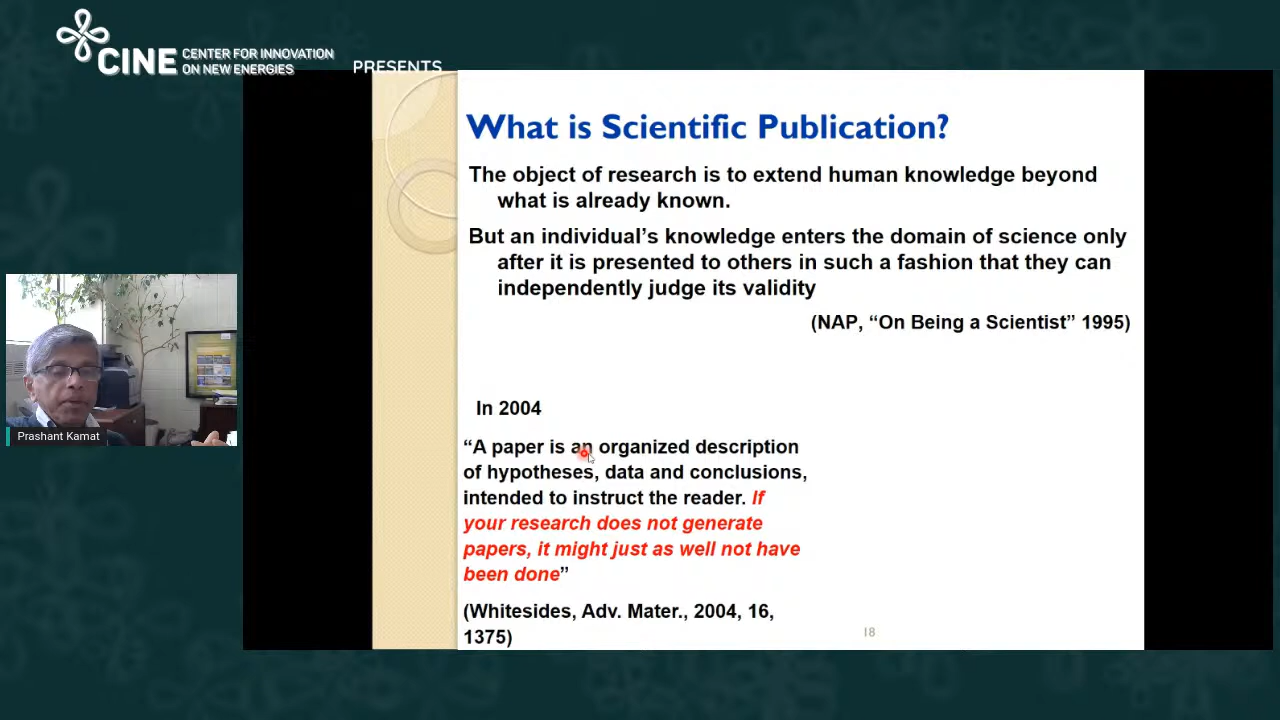 CINE CENTER FOR INNOVATION
ON NEW ENERGIES
PRESENTS
What is Scientific Publication?
The object of research is to extend human knowledge beyond
what is already known.
But an individual's knowledge enters the domain of science only
after it is presented to others in such a fashion that they can
independently judge its validity
(NAP, “On Being a Scientist” 1995)
In 2004
“A paper is an organized description
of hypotheses, data and conclusions,
intended to instruct the reader. If
your research does not generate
papers, it might just as well not have
been done”
(Whitesides, Adv. Mater., 2004, 16,
1375)
18
Prashant Kamat